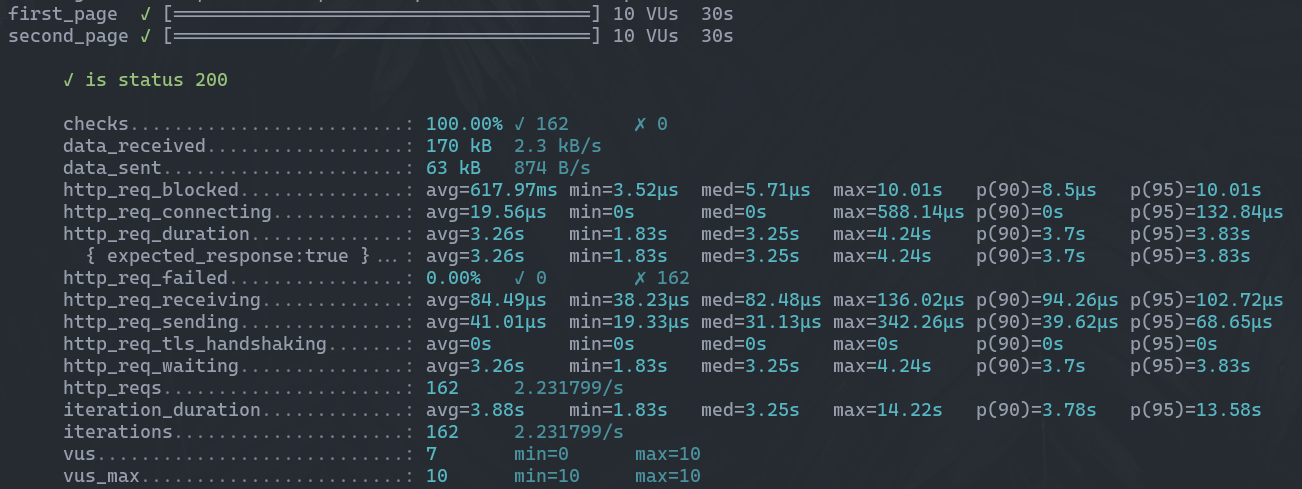 first_page ✓ [======================================] 10 VUs 30s
second_page ✓ [======================================] 10 VUs 30s
✓ is status 200
checks.........................: 100.00% ✓ 162 ✗ 0
data_received..................: 170 kB 2.3 kB/s
data_sent......................: 63 kB 874 B/s
http_req_blocked...............: avg=617.97ms min=3.52µs med=5.71µs max=10.01s p(90)=8.5µs p(95)=10.01s
http_req_connecting............: avg=19.56µs min=0s med=0s max=588.14µs p(90)=0s p(95)=132.84µs
http_req_duration..............: avg=3.26s min=1.83s med=3.25s max=4.24s p(90)=3.7s p(95)=3.83s
{ expected_response:true }...: avg=3.26s min=1.83s med=3.25s max=4.24s p(90)=3.7s p(95)=3.83s
http_req_failed................: 0.00% ✓ 0 ✗ 162
http_req_receiving.............: avg=84.49µs min=38.23µs med=82.48µs max=136.02µs p(90)=94.26µs p(95)=102.72µs
http_req_sending...............: avg=41.01µs min=19.33µs med=31.13µs max=342.26µs p(90)=39.62µs p(95)=68.65µs
http_req_tls_handshaking.......: avg=0s min=0s med=0s max=0s p(90)=0s p(95)=0s
http_req_waiting...............: avg=3.26s min=1.83s med=3.25s max=4.24s p(90)=3.7s p(95)=3.83s
http_reqs......................: 162 2.231799/s
iteration_duration.............: avg=3.88s min=1.83s med=3.25s max=14.22s p(90)=3.78s p(95)=13.58s
iterations.....................: 162 2.231799/s
vus............................: 7 min=0 max=10
vus_max........................: 10 min=10 max=10